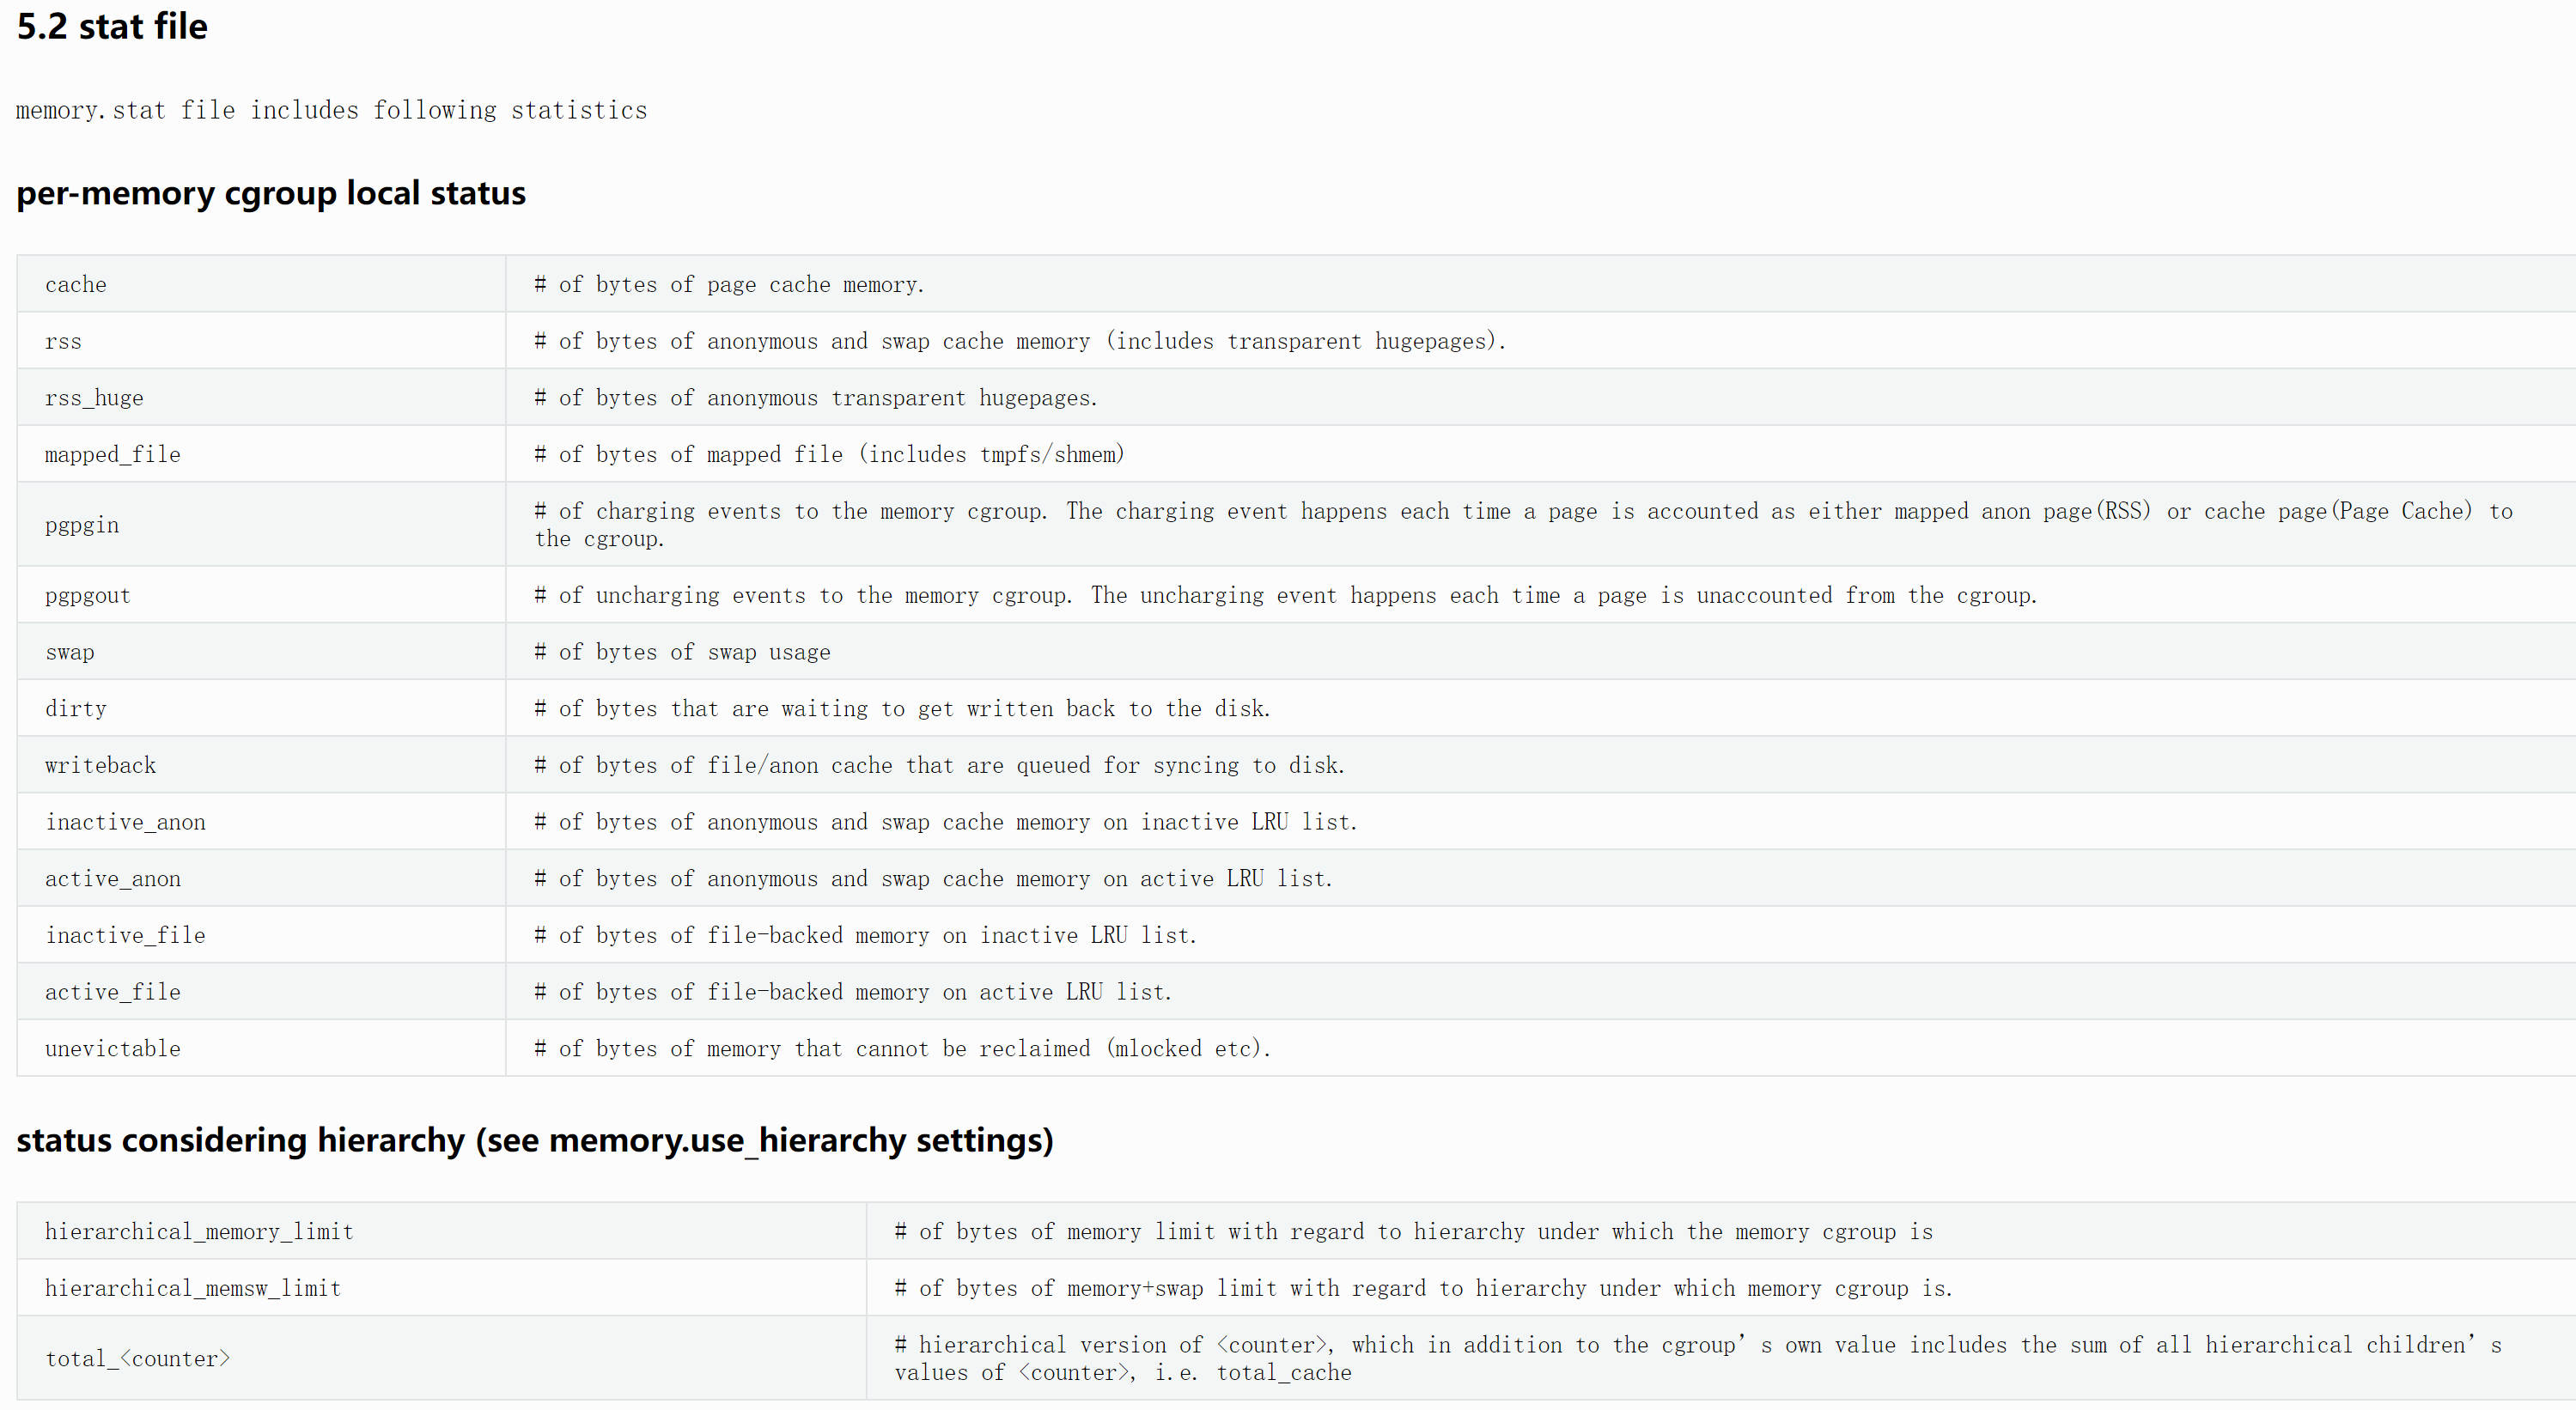 5.2 stat file
memory.stat file includes following statistics
per-memory cgroup local status
cache # of bytes of page cache memory.
rss # of bytes of anonymous and swap cache memory (includes transparent hugepages).
rss_huge # of bytes of anonymous transparent hugepages.
mapped_file # of bytes of mapped file (includes tmpfs/shmem)
pgpgin # of charging events to the memory cgroup. The charging event happens each time a page is accounted as either mapped anon page(RSS) or cache page(Page Cache) to
the cgroup.
pgpgout # of uncharging events to the memory cgroup. The uncharging event happens each time a page is unaccounted from the cgroup.
swap # of bytes of swap usage
dirty # of bytes that are waiting to get written back to the disk.
writeback # of bytes of file/anon cache that are queued for syncing to disk.
inactive_anon # of bytes of anonymous and swap cache memory on inactive LRU list.
active_anon # of bytes of anonymous and swap cache memory on active LRU list.
inactive_file # of bytes of file-backed memory on inactive LRU list.
active_file # of bytes of file-backed memory on active LRU list.
unevictable # of bytes of memory that cannot be reclaimed (mlocked etc).
status considering hierarchy (see memory.use_hierarchy settings)
hierarchical_memory_limit # of bytes of memory limit with regard to hierarchy under which the memory cgroup is
hierarchical_memsw_limit # of bytes of memory+swap limit with regard to hierarchy under which memory cgroup is.
total_<counter> # hierarchical version of <counter>, which in addition to the cgroup’s own value includes the sum of all hierarchical children’s
values of <counter>, i.e. total_cache